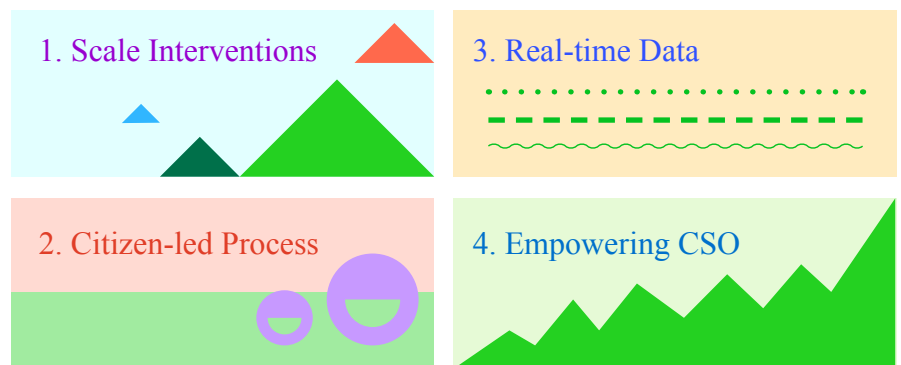 1. Scale Interventions
2. Citizen-led Process
3. Real-time Data
4. Empowering CSO